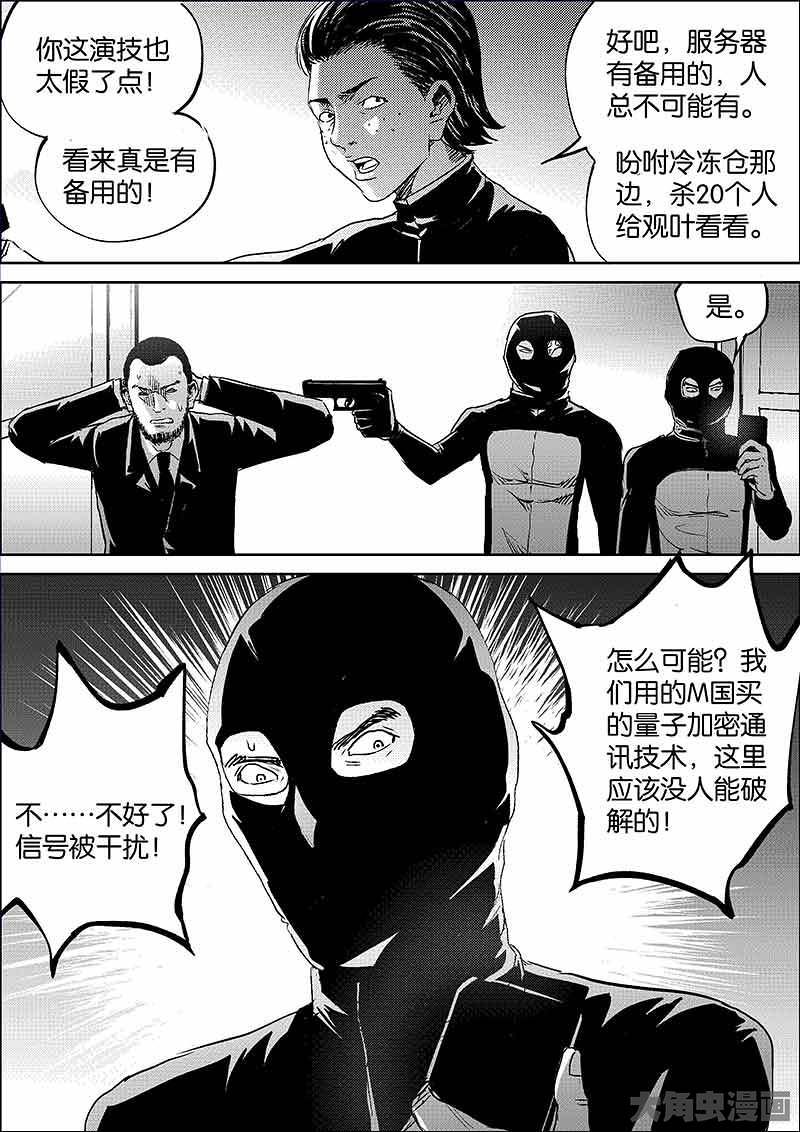 你这演技也
太假了点！
看来真是有
备用的！
好吧，服务器
有备用的，人
总不可能有。
吩咐冷冻仓那
边，杀20个人
给观叶看看。
是。
不……不好了！
信号被干扰！
怎么可能？我
们用的M国买
的量子加密通
讯技术，这里
应该没人能破
解的！
大角虫漫画